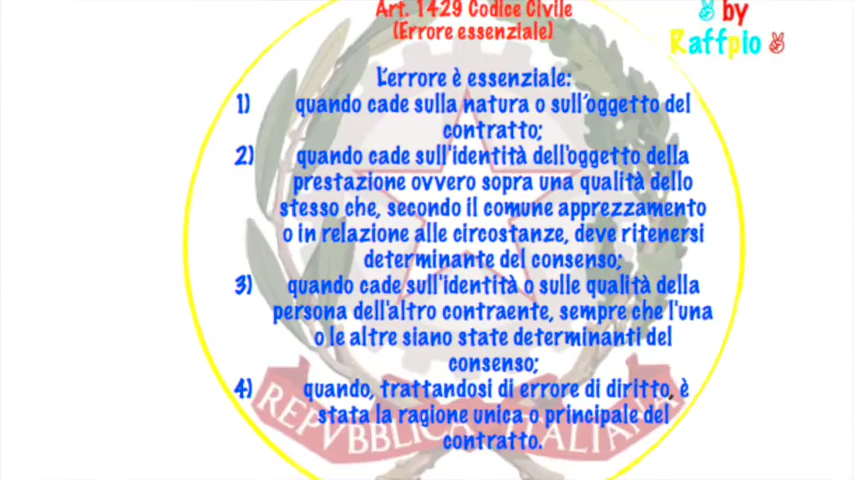 Art. 1429 Codice Civile
(Errore essenziale)
✌ by
Raffpio ✌
L'errore è essenziale:
1) quando cade sulla natura o sull'oggetto del
contratto;
2) quando cade sull'identità dell'oggetto della
prestazione ovvero sopra una qualità dello
stesso che, secondo il comune apprezzamento
o in relazione alle circostanze, deve ritenersi
determinante del consenso;
3) quando cade sull'identità o sulle qualità della
persona dell'altro contraente, sempre che l'una
o le altre siano state determinanti del
consenso;
4) quando, trattandosi di errore di diritto, è
stata la ragione unica o principale del
contratto.
REPVBBLICA ITALIANA